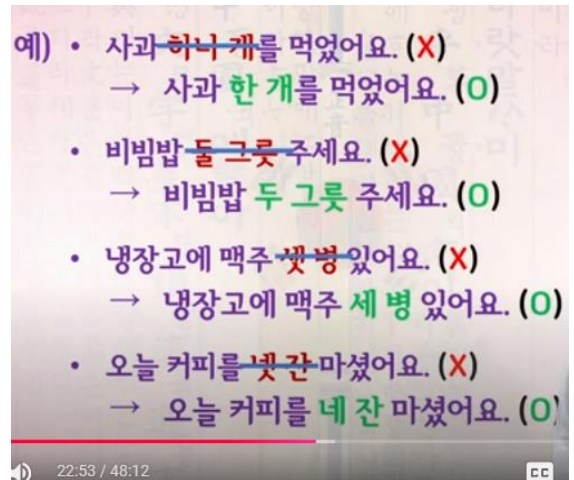 예) • 사과 하나 개를 먹었어요. (X)
→ 사과 한 개를 먹었어요. (O)
• 비빔밥 둘 그릇 주세요. (X)
→ 비빔밥 두 그릇 주세요. (O)
• 냉장고에 맥주 셋 병 있어요. (X)
→ 냉장고에 맥주 세 병 있어요. (O)
• 오늘 커피를 넷 잔 마셨어요. (X)
→ 오늘 커피를 네 잔 마셨어요. (O)
22:53 / 48:12
CC